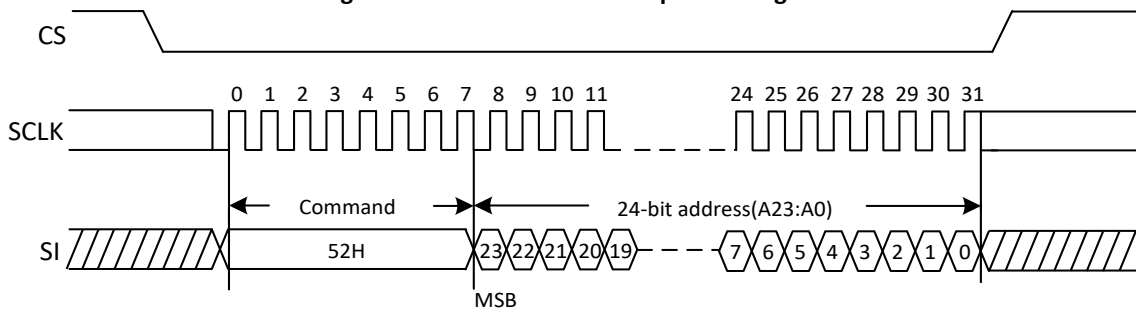 CS
0 1 2 3 4 5 6 7 8 9 10 11 24 25 26 27 28 29 30 31
SCLK
Command 24-bit address(A23:A0)
SI 52H 23 22 21 20 19 7 6 5 4 3 2 1 0
MSB